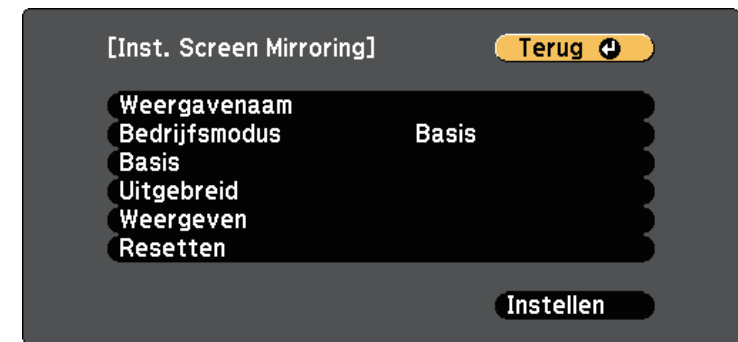 [Inst. Screen Mirroring] Terug
Weergavenaam
Bedrijfsmodus Basis
Basis
Uitgebreid
Weergeven
Resetten
Instellen